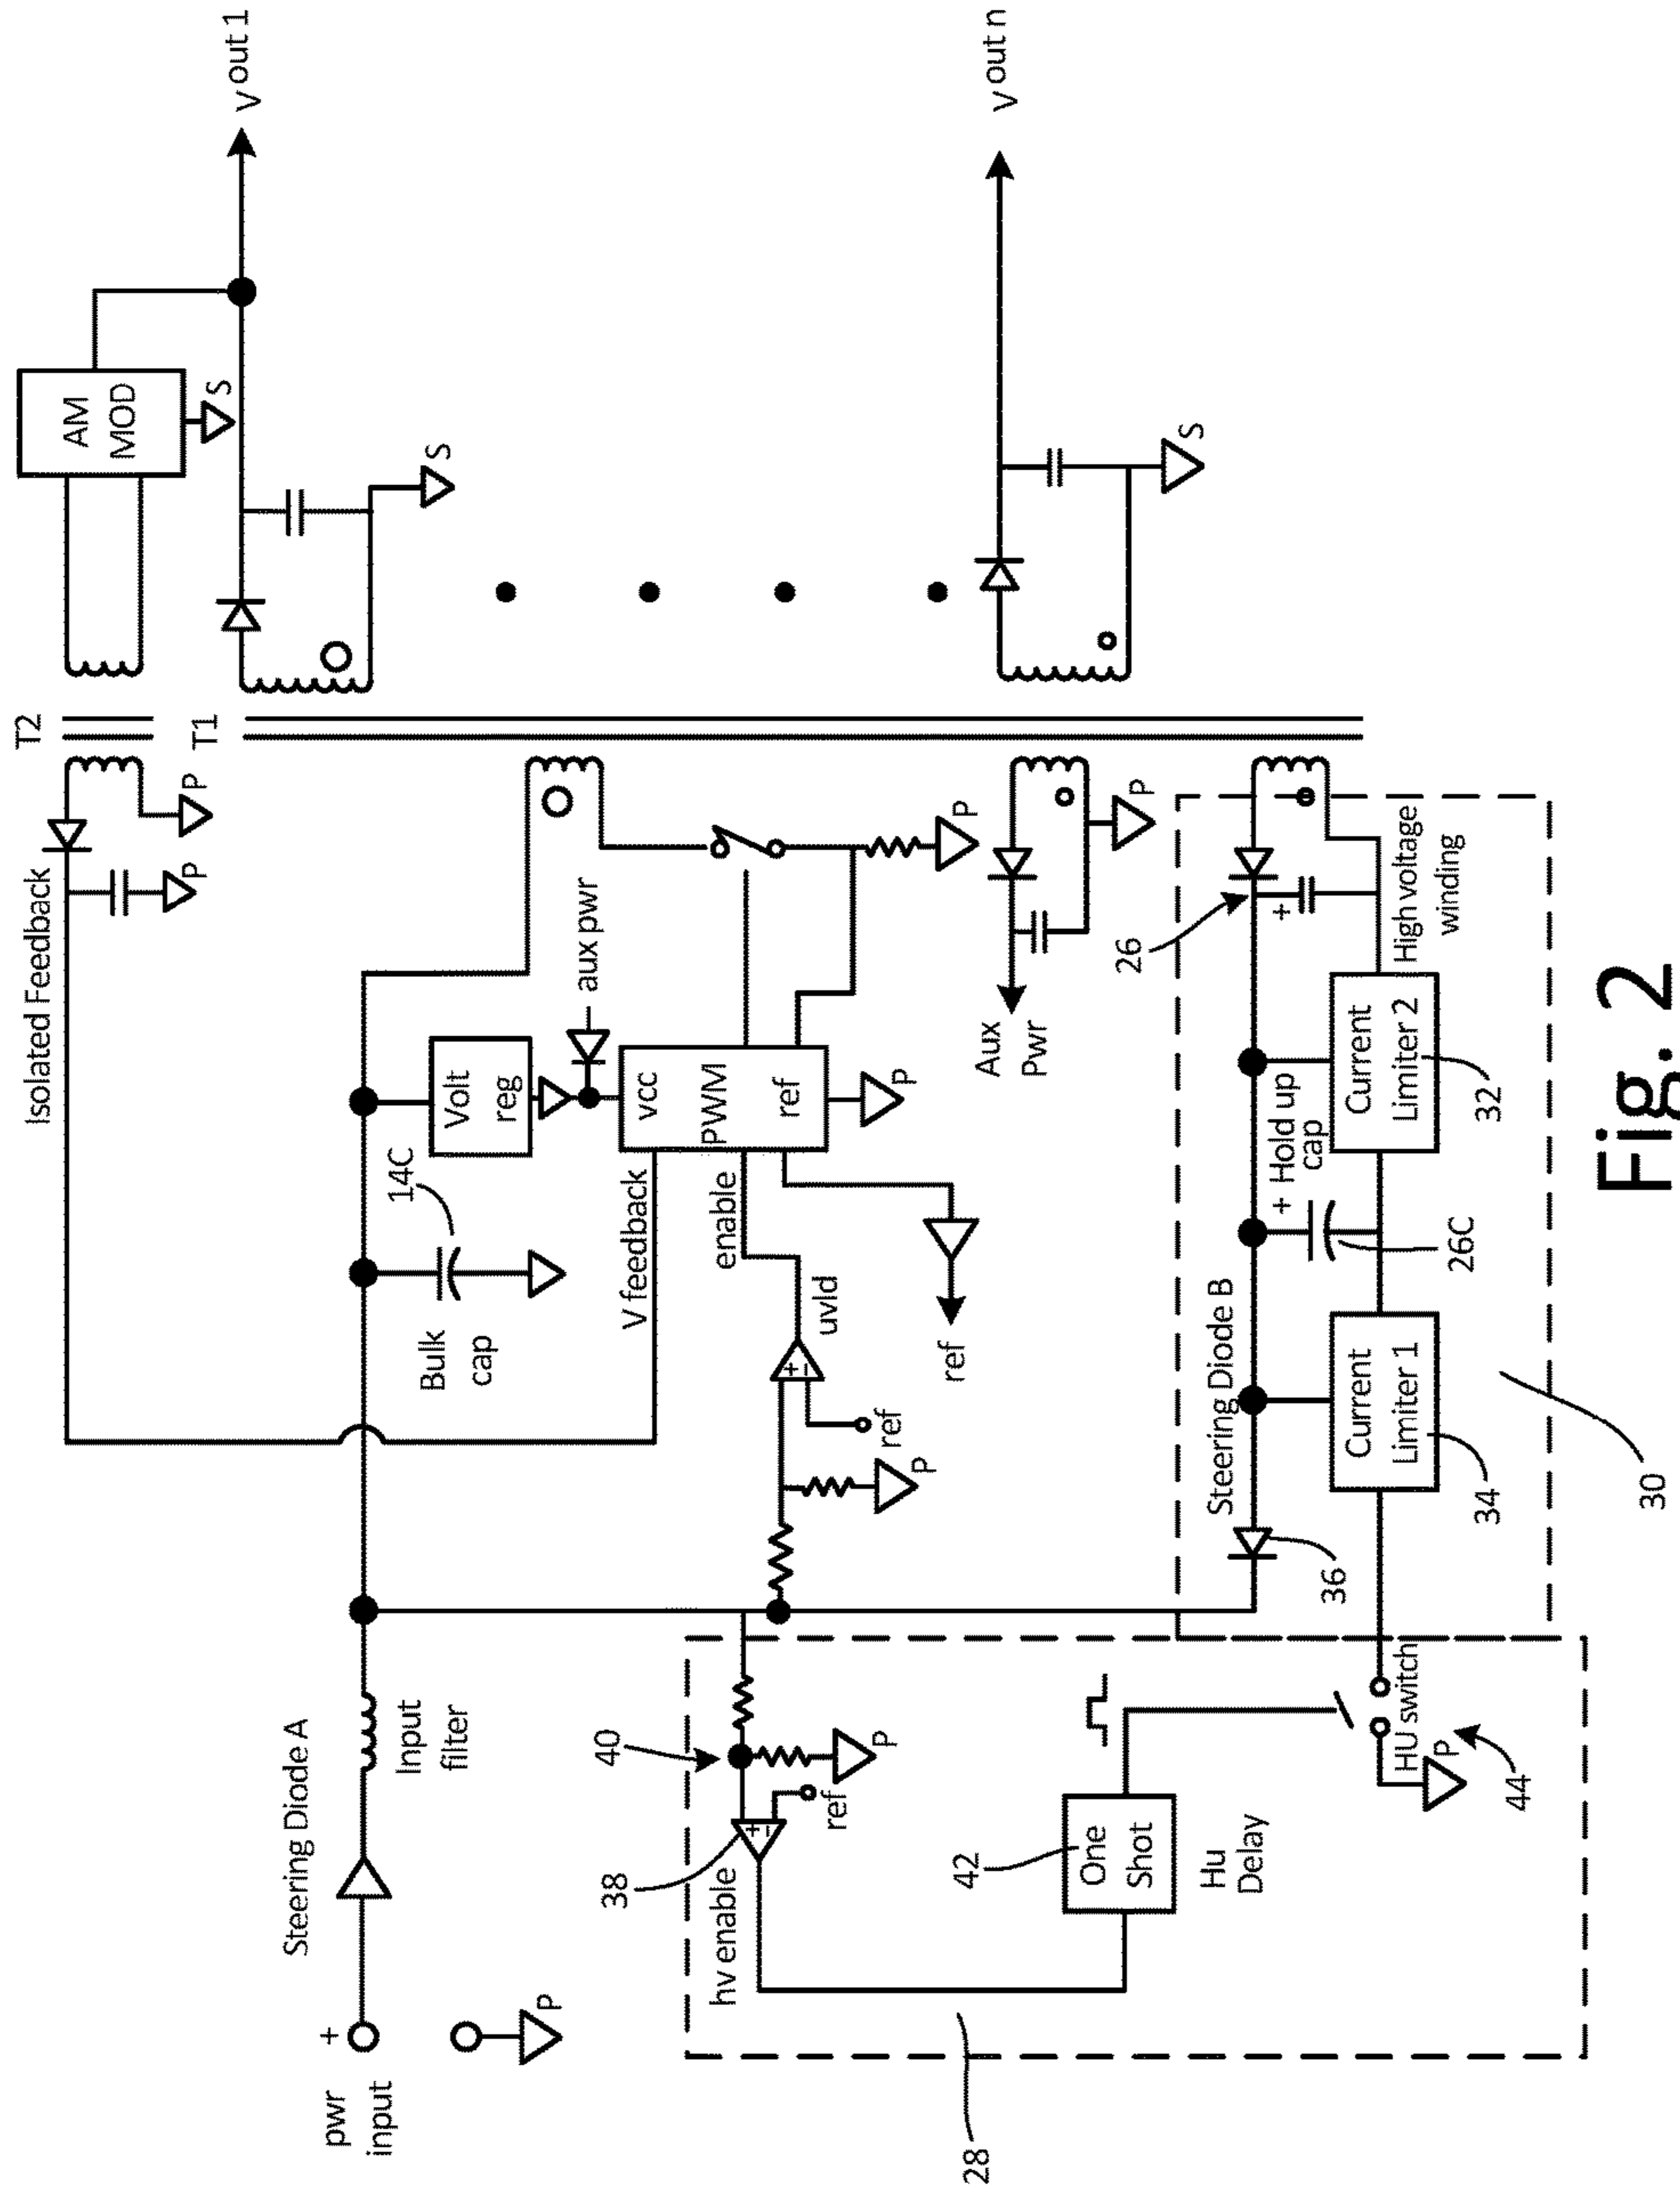 Isolated Feedback
T2
AM
MOD
S
P
P
T1
v out 1
S
pwr
input
+
P
Steering Diode A
Input
filter
Bulk
cap
14C
Volt
reg
aux pwr
V feedback
vcc
PWM
ref
enable
uvld
P
P
+
−
ref
P
ref
hv enable
38
40
+
−
ref
P
Aux
Pwr
P
v out n
S
28
42
One
Shot
Hu
Delay
HU switch
P
44
Steering Diode B
36
+ Hold up
cap
26C
26
+
High voltage
winding
Current
Limiter 1
34
Current
Limiter 2
32
30
Fig. 2